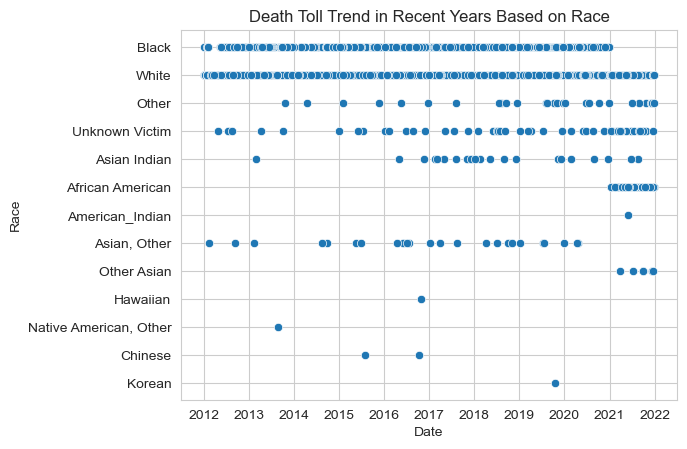 Death Toll Trend in Recent Years Based on Race
Race
Black
White
Other
Unknown Victim
Asian Indian
African American
American_Indian
Asian, Other
Other Asian
Hawaiian
Native American, Other
Chinese
Korean
2012 2013 2014 2015 2016 2017 2018 2019 2020 2021 2022
Date